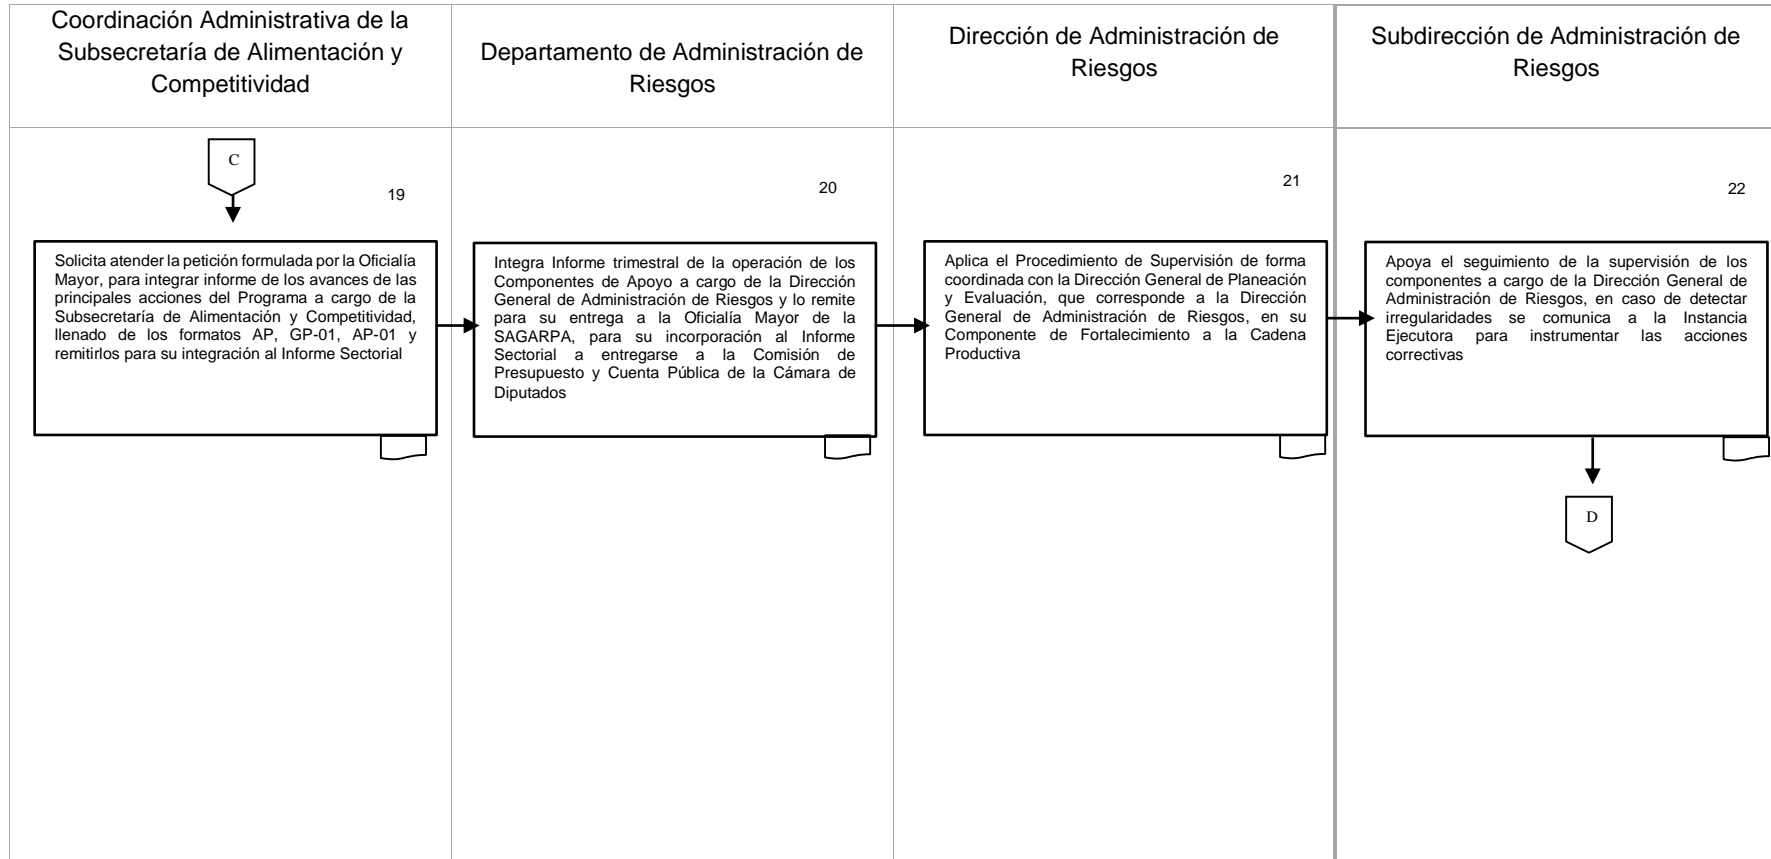 Coordinación Administrativa de la
Subsecretaría de Alimentación y
Competitividad
Departamento de Administración de
Riesgos
Dirección de Administración de
Riesgos
Subdirección de Administración de
Riesgos
C
19
20
21
22
Solicita atender la petición formulada por la Oficialía
Mayor, para integrar informe de los avances de las
principales acciones del Programa a cargo de la
Subsecretaría de Alimentación y Competitividad,
llenado de los formatos AP, GP-01, AP-01 y
remitirlos para su integración al Informe Sectorial
Integra Informe trimestral de la operación de los
Componentes de Apoyo a cargo de la Dirección
General de Administración de Riesgos y lo remite
para su entrega a la Oficialía Mayor de la
SAGARPA, para su incorporación al Informe
Sectorial a entregarse a la Comisión de
Presupuesto y Cuenta Pública de la Cámara de
Diputados
Aplica el Procedimiento de Supervisión de forma
coordinada con la Dirección General de Planeación
y Evaluación, que corresponde a la Dirección
General de Administración de Riesgos, en su
Componente de Fortalecimiento a la Cadena
Productiva
Apoya el seguimiento de la supervisión de los
componentes a cargo de la Dirección General de
Administración de Riesgos, en caso de detectar
irregularidades se comunica a la Instancia
Ejecutora para instrumentar las acciones
correctivas
D